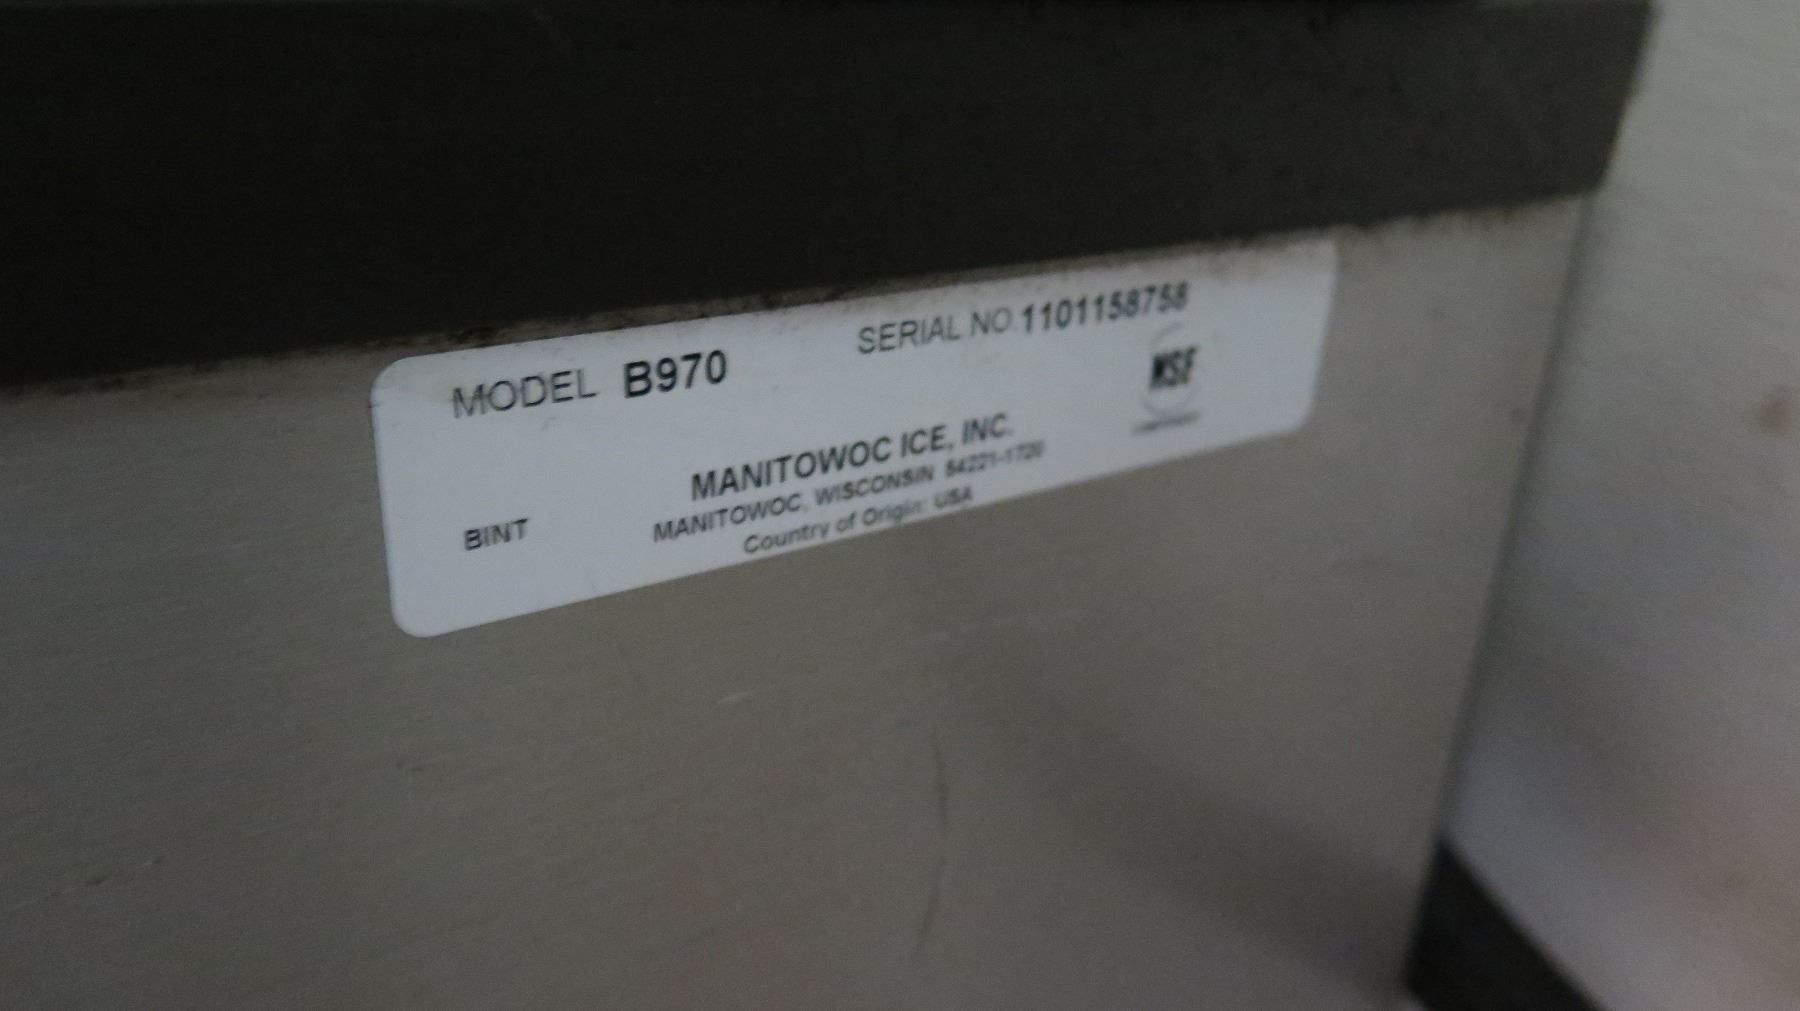 MODEL B970 SERIAL NO.1101158758
NSF
MANITOWOC ICE, INC.
MANITOWOC, WISCONSIN 54221-1720
BINT
Country of Origin: USA